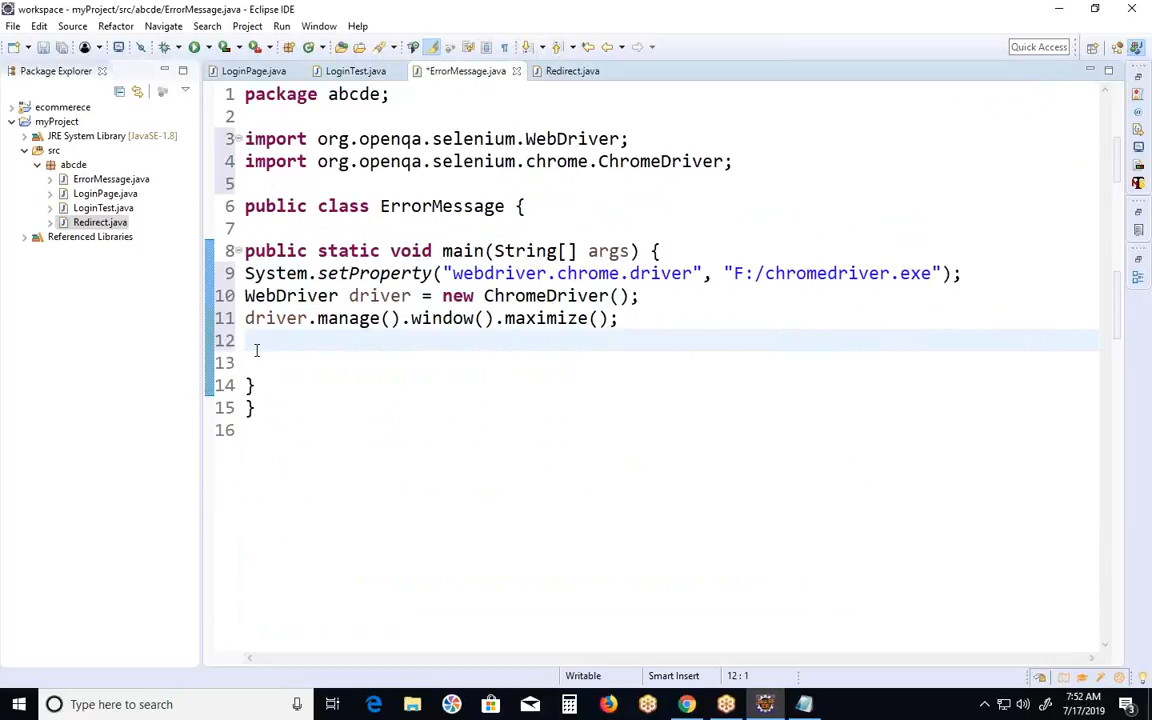 workspace - myProject/src/abcde/ErrorMessage.java - Eclipse IDE
File Edit Source Refactor Navigate Search Project Run Window Help
Quick Access
Package Explorer
LoginPage.java LoginTest.java *ErrorMessage.java Redirect.java
ecommerece
myProject
JRE System Library [JavaSE-1.8]
src
abcde
ErrorMessage.java
LoginPage.java
LoginTest.java
Redirect.java
Referenced Libraries
1 package abcde;
2
3 import org.openqa.selenium.WebDriver;
4 import org.openqa.selenium.chrome.ChromeDriver;
5
6 public class ErrorMessage {
7
8 public static void main(String[] args) {
9 System.setProperty("webdriver.chrome.driver", "F:/chromedriver.exe");
10 WebDriver driver = new ChromeDriver();
11 driver.manage().window().maximize();
12
13
14 }
15 }
16
Writable Smart Insert 12 : 1
Type here to search
7:52 AM
7/17/2019
3